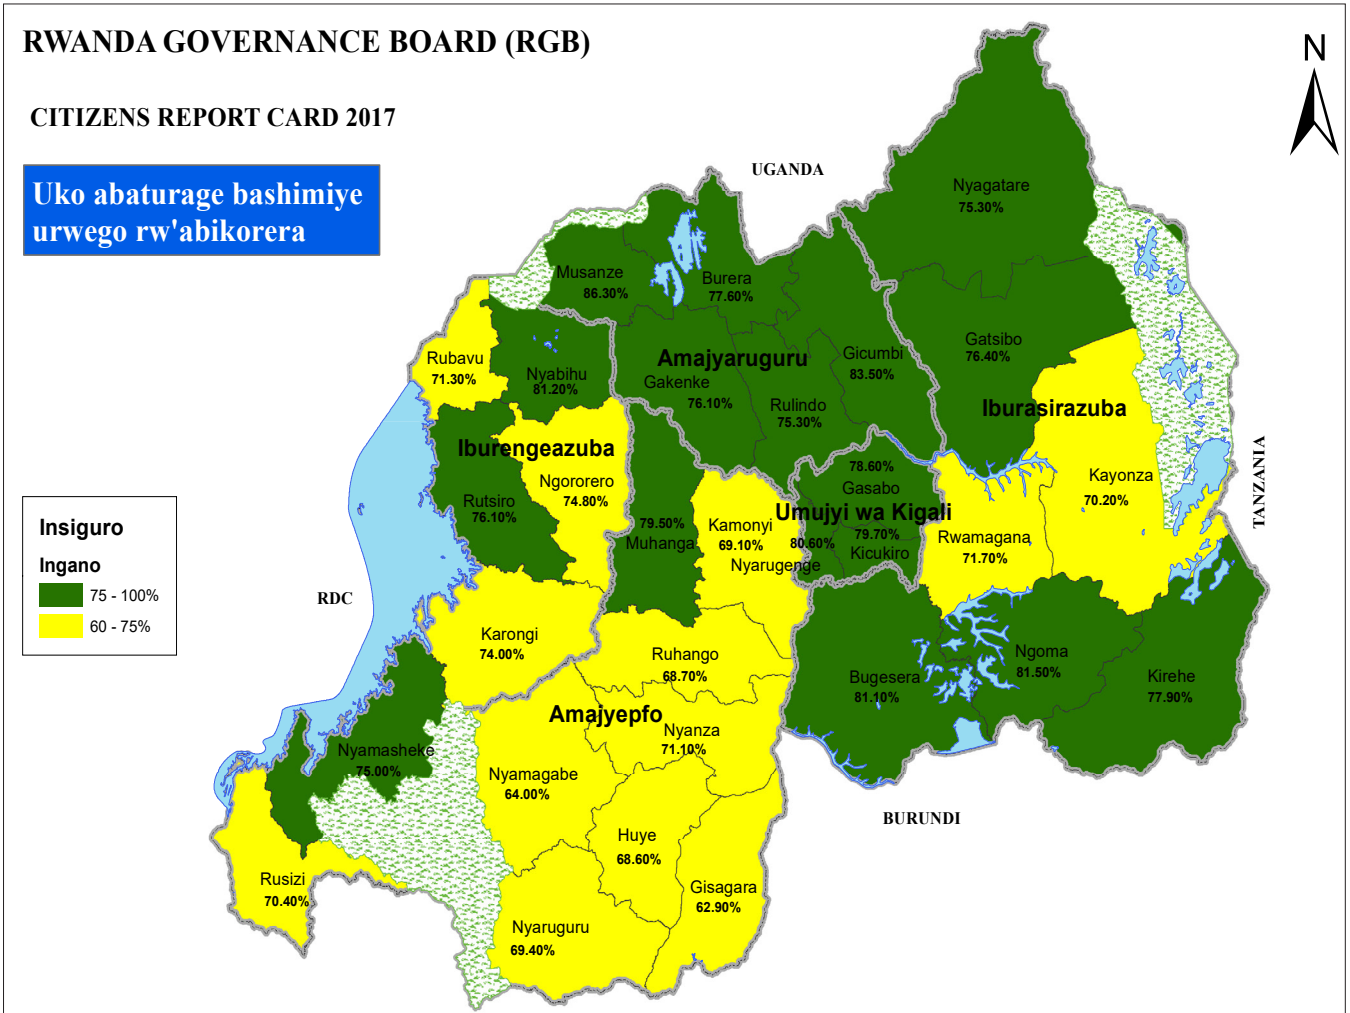 RWANDA GOVERNANCE BOARD (RGB)
CITIZENS REPORT CARD 2017
Uko abaturage bashimiye
urwego rw'abikorera
N
UGANDA
Nyagatare
75.30%
Musanze
86.30%
Burera
77.60%
Rubavu
71.30%
Nyabihu
81.20%
Amajyaruguru
Gakenke
76.10%
Gicumbi
83.50%
Rulindo
75.30%
Gatsibo
76.40%
Iburasirazuba
Iburengeazuba
Ngororero
74.80%
Rutsiro
76.10%
79.50%
Muhanga
Kamonyi
69.10%
78.60%
Gasabo
Umujyi wa Kigali
80.60%
Nyarugenge
79.70%
Kicukiro
Rwamagana
71.70%
Kayonza
70.20%
TANZANIA
Insiguro
Ingano
75 - 100%
60 - 75%
RDC
Karongi
74.00%
Ruhango
68.70%
Bugesera
81.10%
Ngoma
81.50%
Kirehe
77.90%
Amajyepfo
Nyanza
71.10%
Nyamasheke
75.00%
Nyamagabe
64.00%
Huye
68.60%
BURUNDI
Rusizi
70.40%
Gisagara
62.90%
Nyaruguru
69.40%